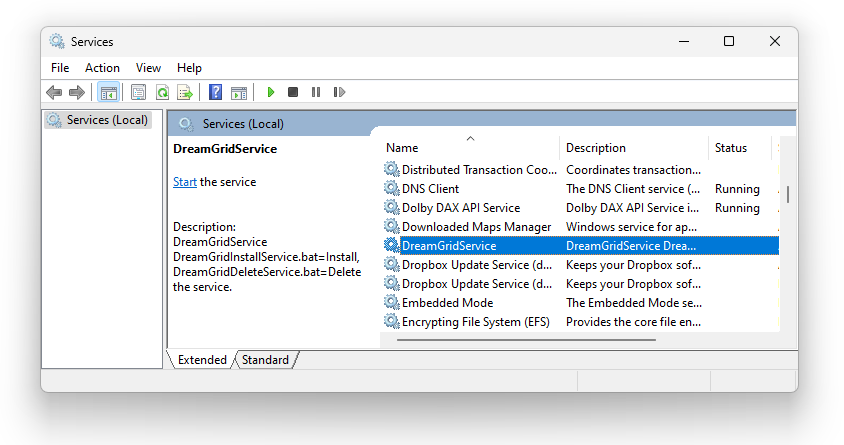 Services
File Action View Help
Services (Local)
Services (Local)
DreamGridService
Start the service
Description:
DreamGridService
DreamGridInstallService.bat=Install,
DreamGridDeleteService.bat=Delete
the service.
Name Description Status
Distributed Transaction Coo... Coordinates transaction...
DNS Client The DNS Client service (... Running
Dolby DAX API Service Dolby DAX API Service i... Running
Downloaded Maps Manager Windows service for ap...
DreamGridService DreamGridService Drea...
Dropbox Update Service (d... Keeps your Dropbox sof...
Dropbox Update Service (d... Keeps your Dropbox sof...
Embedded Mode The Embedded Mode se...
Encrypting File System (EFS) Provides the core file en...
Extended Standard